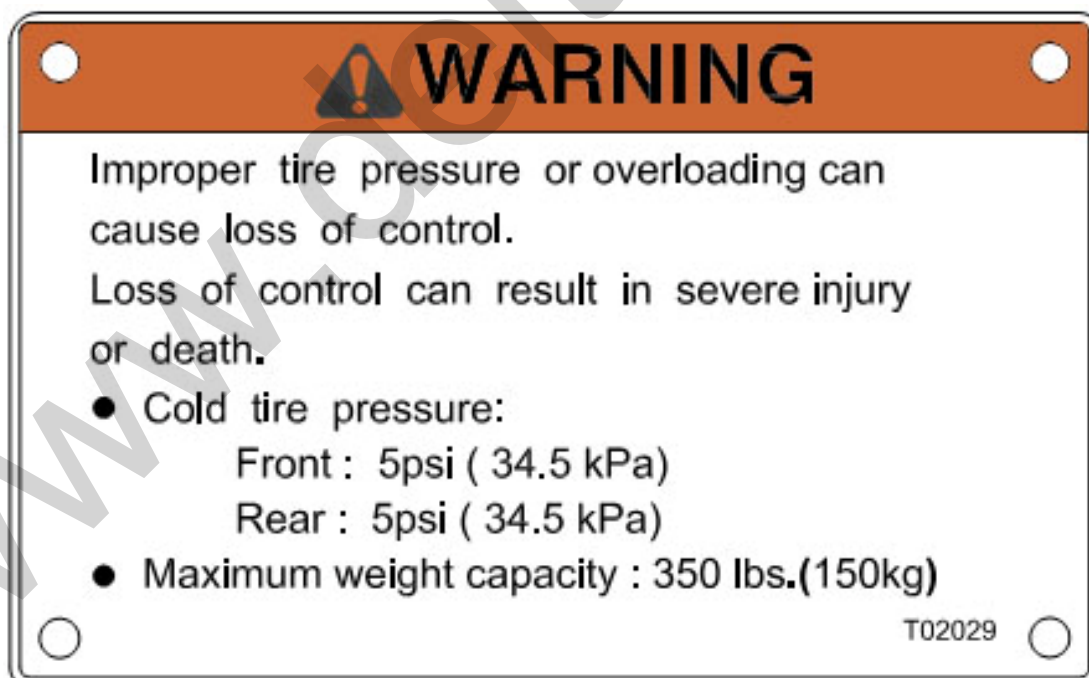 WARNING
Improper tire pressure or overloading can
cause loss of control.
Loss of control can result in severe injury
or death.
● Cold tire pressure:
Front : 5psi ( 34.5 kPa)
Rear : 5psi ( 34.5 kPa)
● Maximum weight capacity : 350 lbs.(150kg)
T02029
www.del